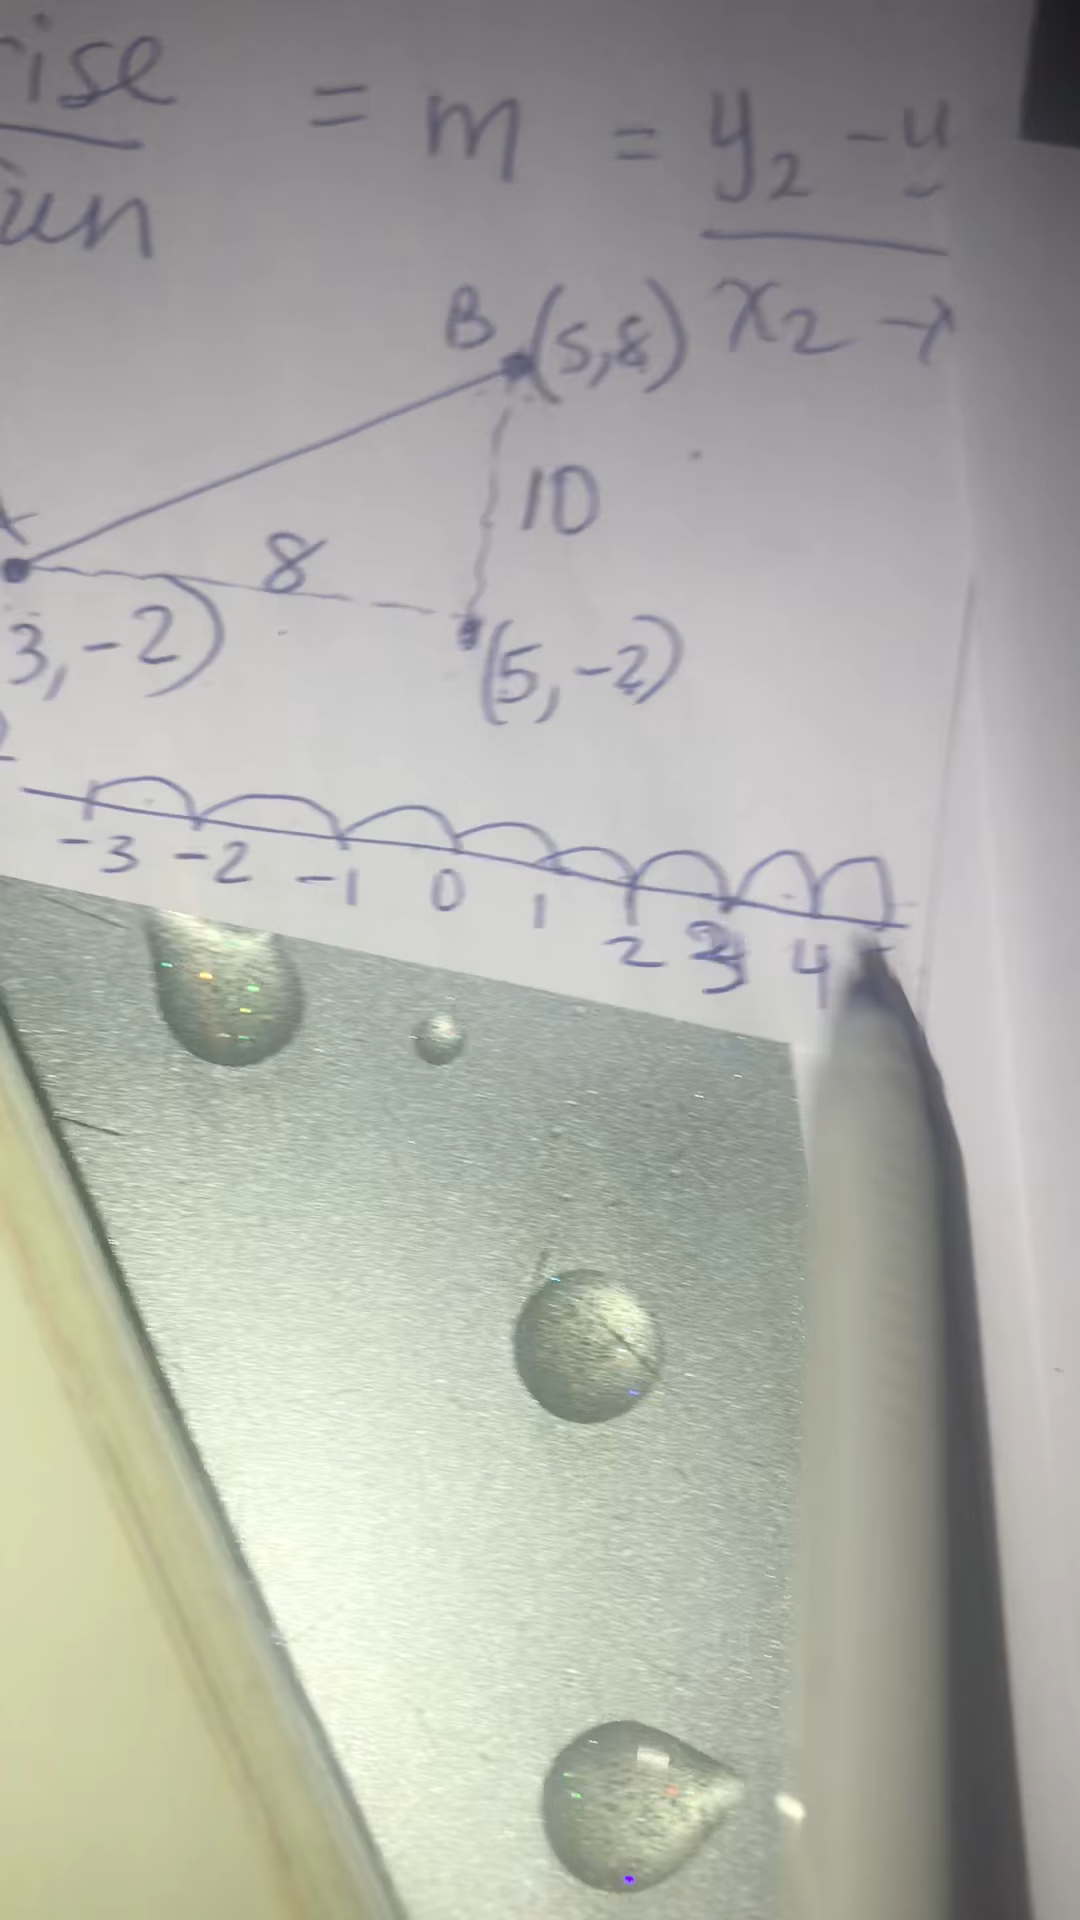 rise = m = y₂ -
run x₂ -
B (5,8)
10
8
3,-2)
(5,-2)
-3 -2 -1 0 1 2 3 4